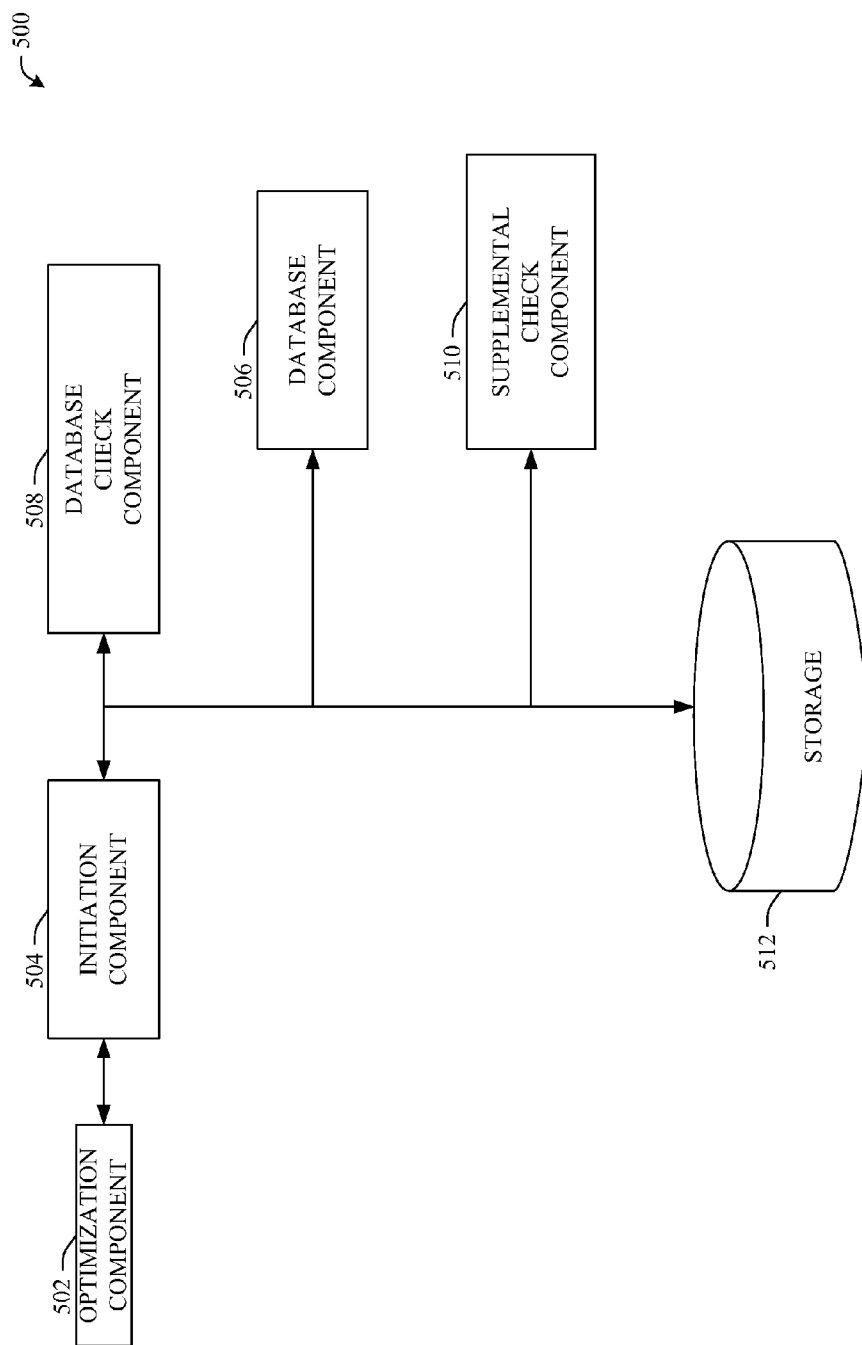 500
502
OPTIMIZATION
COMPONENT
504
INITIATION
COMPONENT
508
DATABASE
CHECK
COMPONENT
506
DATABASE
COMPONENT
510
SUPPLEMENTAL
CHECK
COMPONENT
STORAGE
512